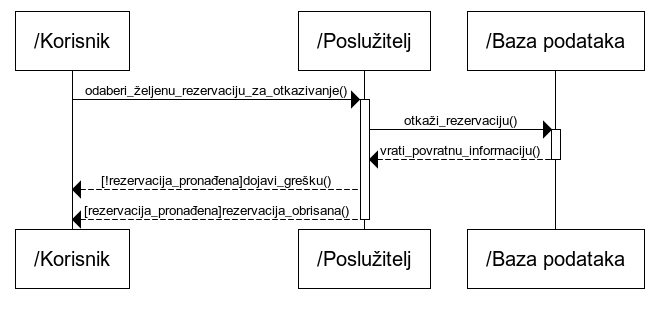 /Korisnik
/Poslužitelj
/Baza podataka
odaberi_željenu_rezervaciju_za_otkazivanje()
otkaži_rezervaciju()
vrati_povratnu_informaciju()
[!rezervacija_pronađena]dojavi_grešku()
[rezervacija_pronađena]rezervacija_obrisana()
/Korisnik
/Poslužitelj
/Baza podataka